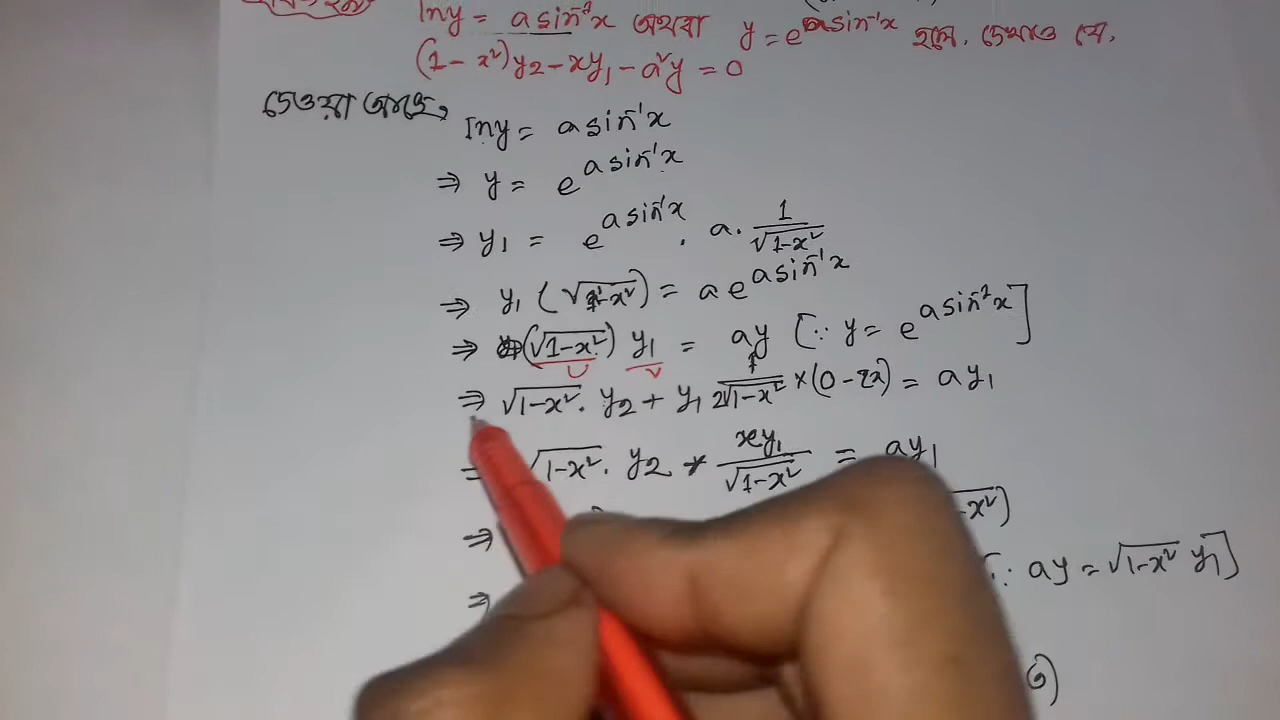 lny = a sin⁻¹x অথবা y = e^(a sin⁻¹x) হলে, দেখাও যে,
(1 - x²)y₂ - xy₁ - a²y = 0
দেওয়া আছে,
lny = a sin⁻¹x
⇒ y = e^(a sin⁻¹x)
⇒ y₁ = e^(a sin⁻¹x) . a. 1/√(1-x²)
⇒ y₁ (√(1-x²)) = a e^(a sin⁻¹x)
⇒ (√(1-x²)) y₁ = ay [∵ y = e^(a sin⁻¹x)]
U V
⇒ √(1-x²) . y₂ + y₁ 1/(2√(1-x²)) × (0 - 2x) = ay₁
√(1-x²) . y₂ - xy₁/√(1-x²) = ay₁
⇒ -x²)
⇒ ∵ ay = √(1-x²) y₁]